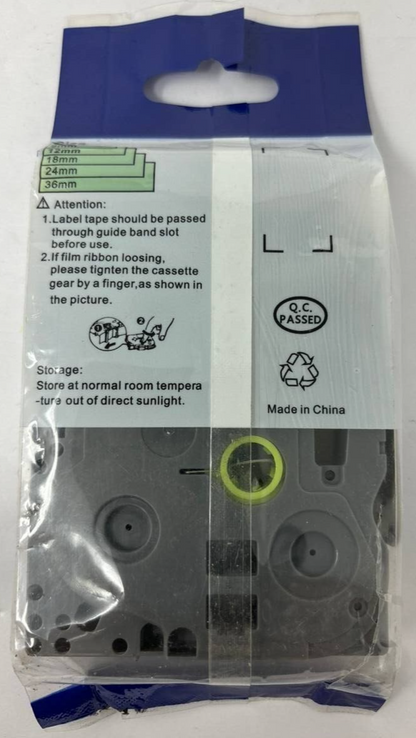 12mm
18mm
24mm
36mm
Attention:
1.Label tape should be passed
through guide band slot
before use.
2.If film ribbon loosing,
please tignten the cassette
gear by a finger,as shown in
the picture.
1
2
Storage:
Store at normal room tempera
-ture out of direct sunlight.
Q.C.
PASSED
Made in China